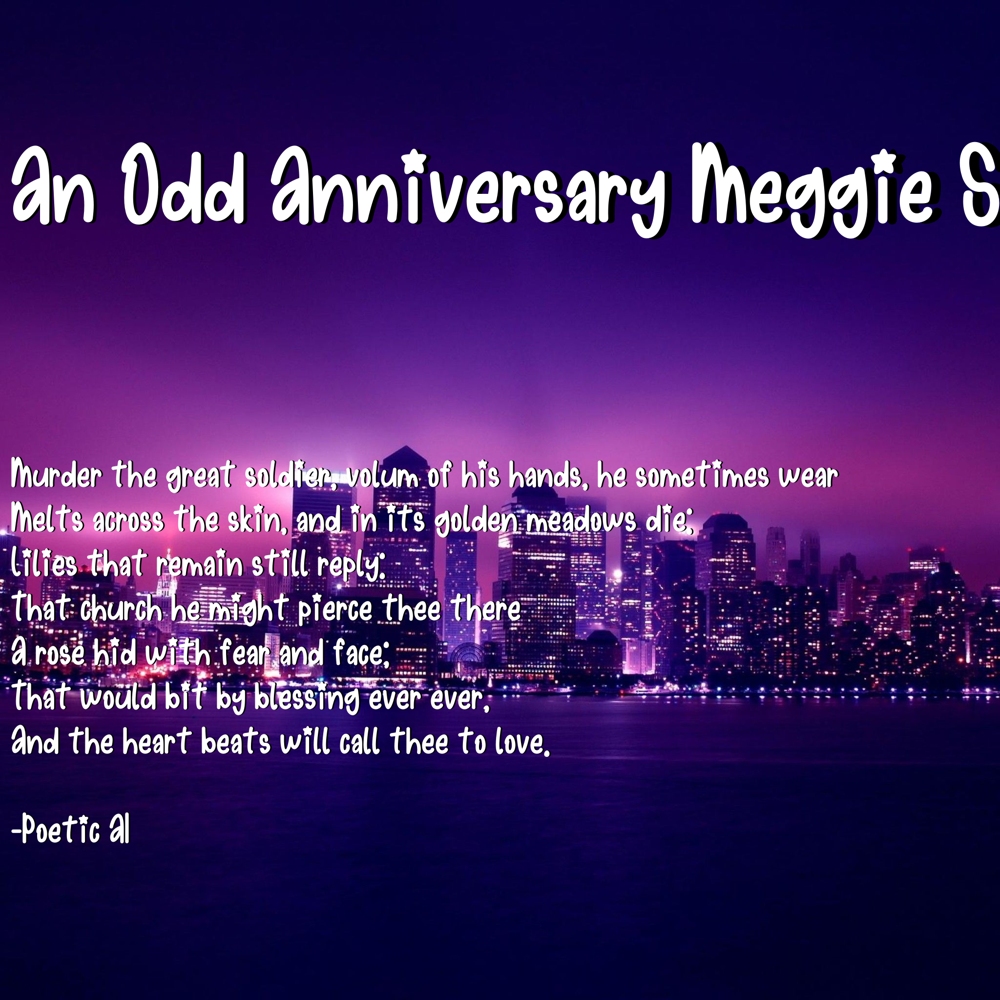 An Odd Anniversary Meggie S
Murder the great soldier, volum of his hands, he sometimes wear
Melts across the skin, and in its golden meadows die;
Lilies that remain still reply:
That church he might pierce thee there
A rose hid with fear and face;
That would bit by blessing ever ever,
And the heart beats will call thee to love.
-Poetic AI